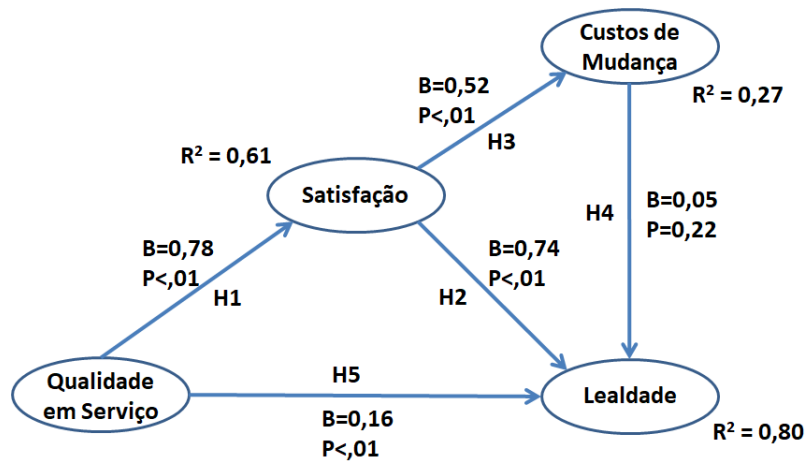 Custos de
Mudança
R² = 0,27
B=0,52
P<,01
H3
R² = 0,61
Satisfação
H4
B=0,05
P=0,22
B=0,78
P<,01
H1
B=0,74
P<,01
H2
Qualidade
em Serviço
H5
B=0,16
P<,01
Lealdade
R² = 0,80